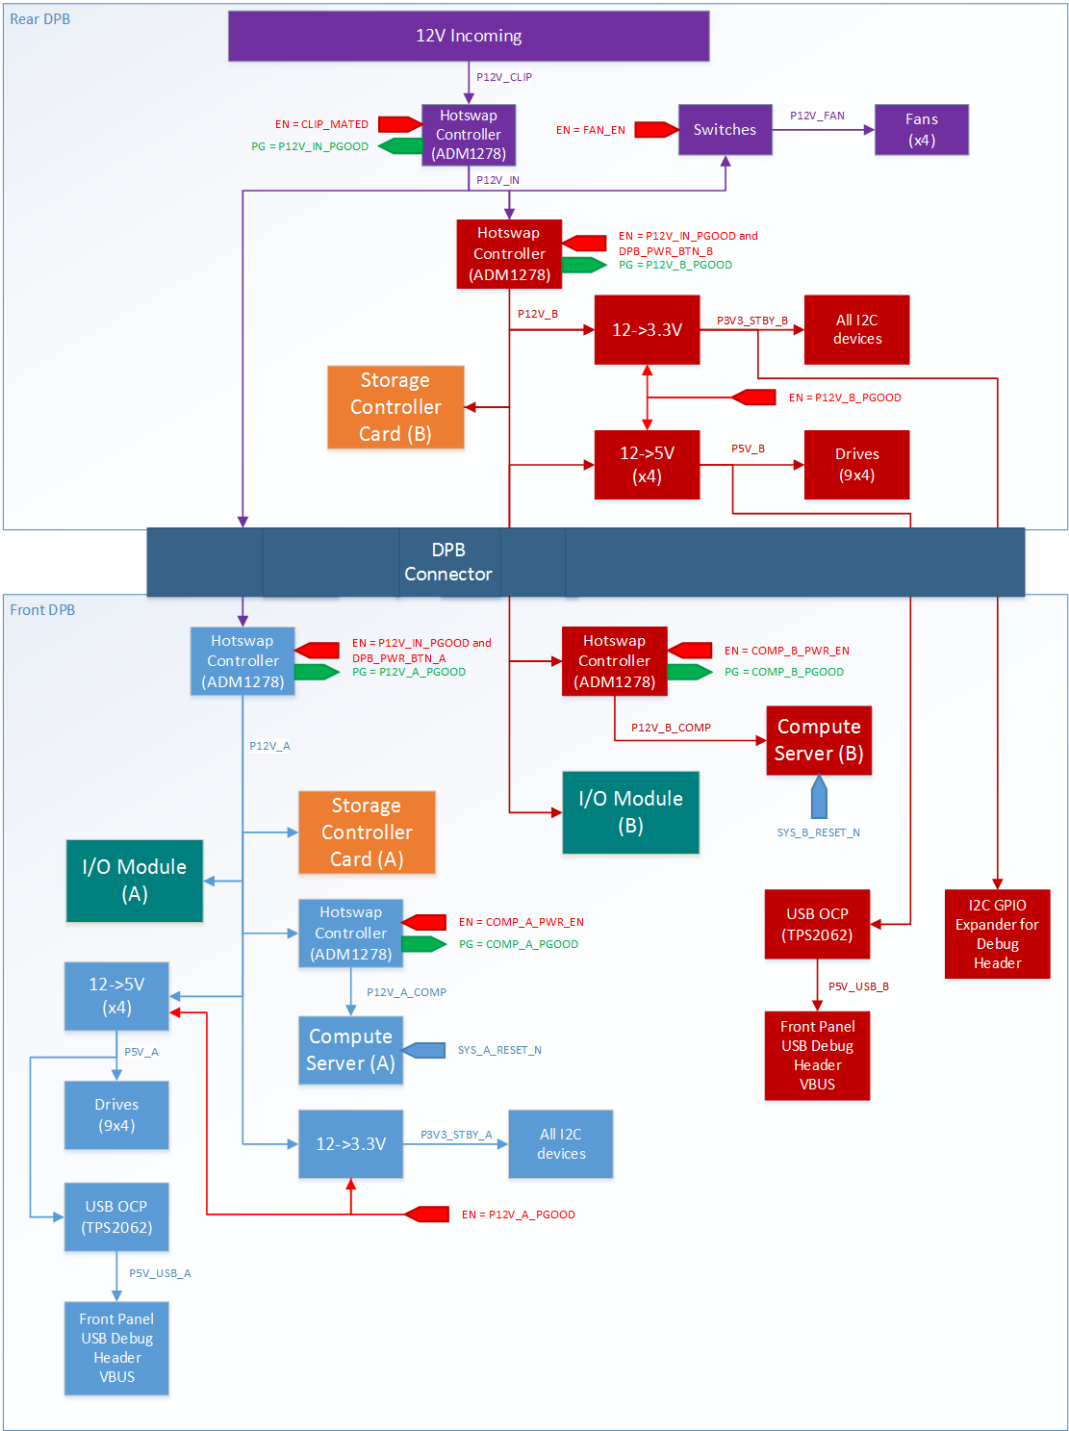 Rear DPB
12V Incoming
P12V_CLIP
EN = CLIP_MATED
PG = P12V_IN_PGOOD
Hotswap
Controller
(ADM1278)
EN = FAN_EN
Switches
P12V_FAN
Fans
(x4)
P12V_IN
Hotswap
Controller
(ADM1278)
EN = P12V_IN_PGOOD and
DPB_PWR_BTN_B
PG = P12V_B_PGOOD
P12V_B
12->3.3V
P3V3_STBY_B
All I2C
devices
Storage
Controller
Card (B)
EN = P12V_B_PGOOD
12->5V
(x4)
P5V_B
Drives
(9x4)
DPB
Connector
Front DPB
Hotswap
Controller
(ADM1278)
EN = P12V_IN_PGOOD and
DPB_PWR_BTN_A
PG = P12V_A_PGOOD
Hotswap
Controller
(ADM1278)
EN = COMP_B_PWR_EN
PG = COMP_B_PGOOD
P12V_A
P12V_B_COMP
Compute
Server (B)
SYS_B_RESET_N
I/O Module
(B)
Storage
Controller
Card (A)
I/O Module
(A)
Hotswap
Controller
(ADM1278)
EN = COMP_A_PWR_EN
PG = COMP_A_PGOOD
USB OCP
(TPS2062)
I2C GPIO
Expander for
Debug
Header
12->5V
(x4)
P12V_A_COMP
P5V_USB_B
Compute
Server (A)
SYS_A_RESET_N
Front Panel
USB Debug
Header
VBUS
P5V_A
Drives
(9x4)
12->3.3V
P3V3_STBY_A
All I2C
devices
USB OCP
(TPS2062)
EN = P12V_A_PGOOD
P5V_USB_A
Front Panel
USB Debug
Header
VBUS